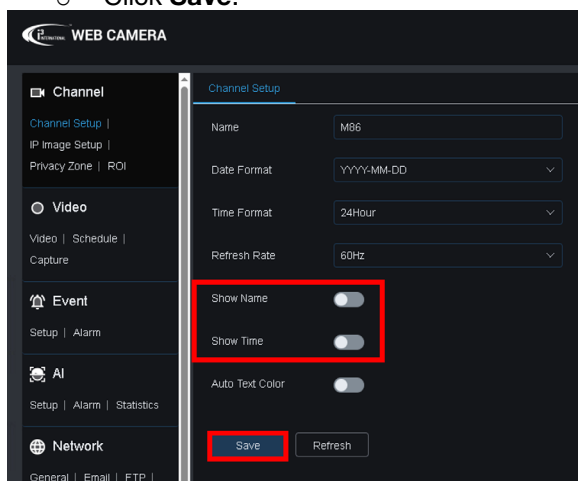 Click Save.
WEB CAMERA
Channel
Channel Setup |
IP Image Setup |
Privacy Zone | ROI
Video
Video | Schedule |
Capture
Event
Setup | Alarm
AI
Setup | Alarm | Statistics
Network
General | Email | FTP |
Channel Setup
Name M86
Date Format YYYY-MM-DD
Time Format 24Hour
Refresh Rate 60Hz
Show Name
Show Time
Auto Text Color
Save Refresh